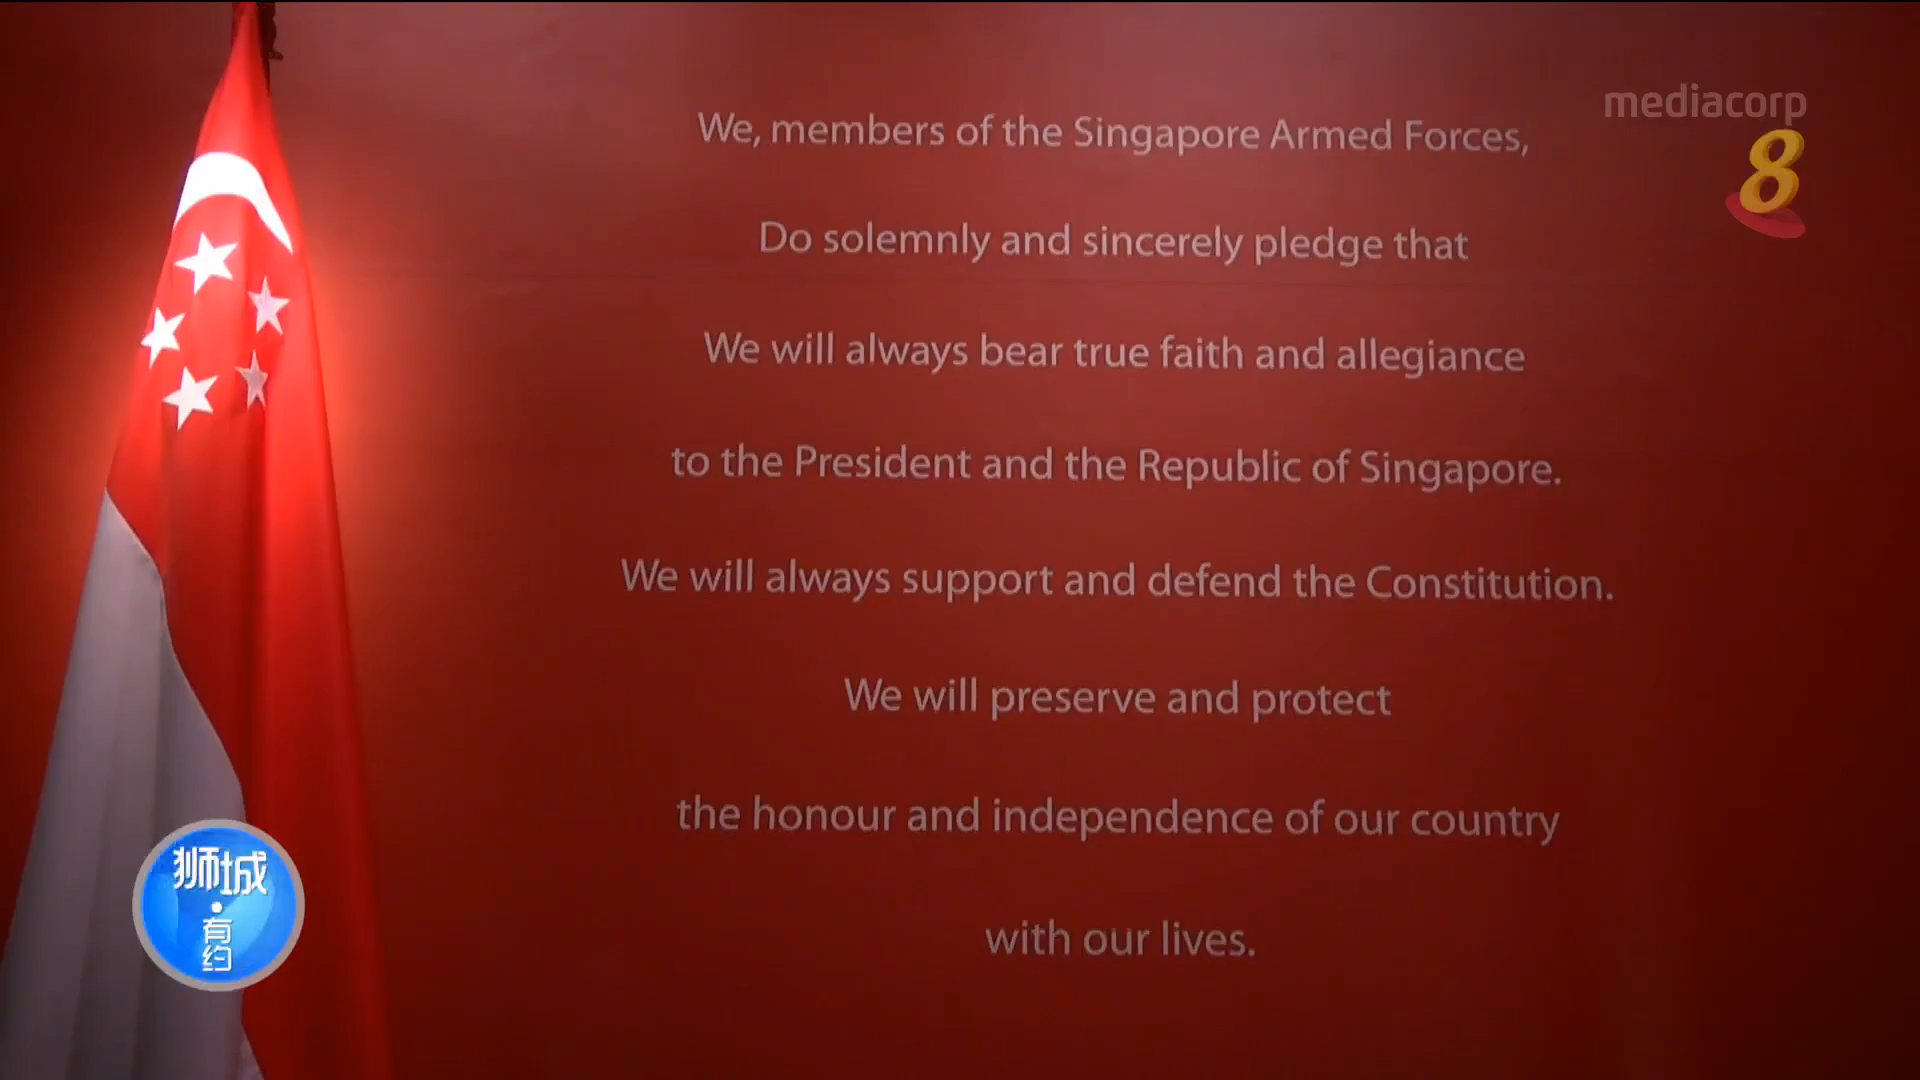 mediacorp
8
We, members of the Singapore Armed Forces,
Do solemnly and sincerely pledge that
We will always bear true faith and allegiance
to the President and the Republic of Singapore.
We will always support and defend the Constitution.
We will preserve and protect
the honour and independence of our country
with our lives.
狮城
有
约